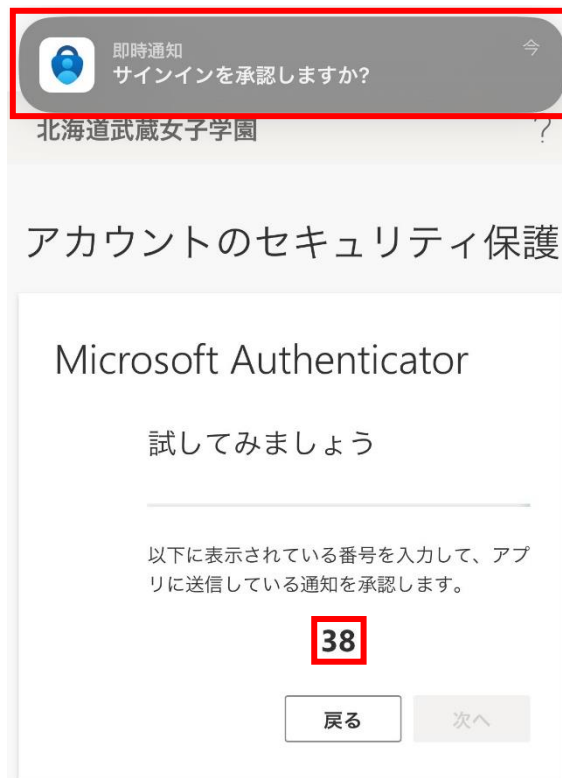 即時通知
今
サインインを承認しますか?
北海道武蔵女子学園
?
アカウントのセキュリティ保護
Microsoft Authenticator
試してみましょう
以下に表示されている番号を入力して、アプ
リに送信している通知を承認します。
38
戻る
次へ